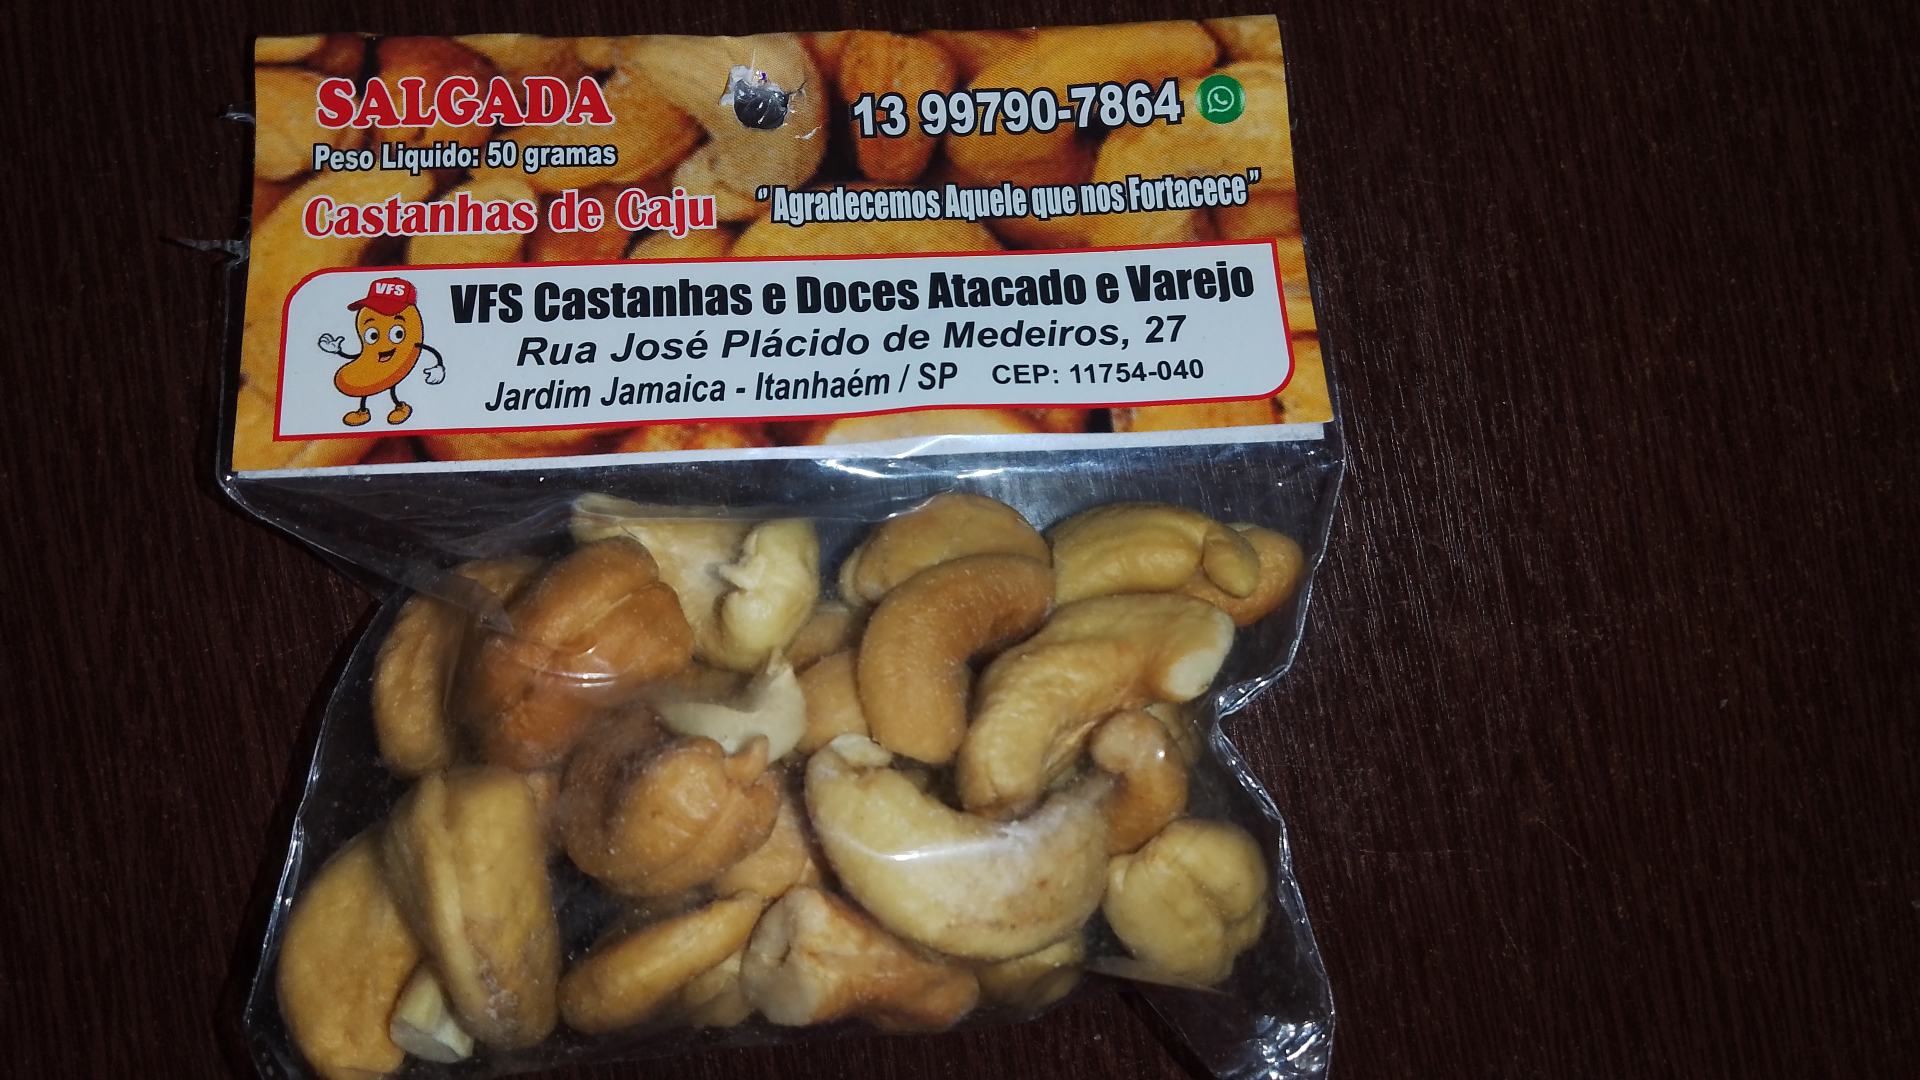 SALGADA
Peso Liquido: 50 gramas
Castanhas de Caju
13 99790-7864
“Agradecemos Aquele que nos Fortacece”
VFS
VFS Castanhas e Doces Atacado e Varejo
Rua José Plácido de Medeiros, 27
Jardim Jamaica - Itanhaém / SP CEP: 11754-040